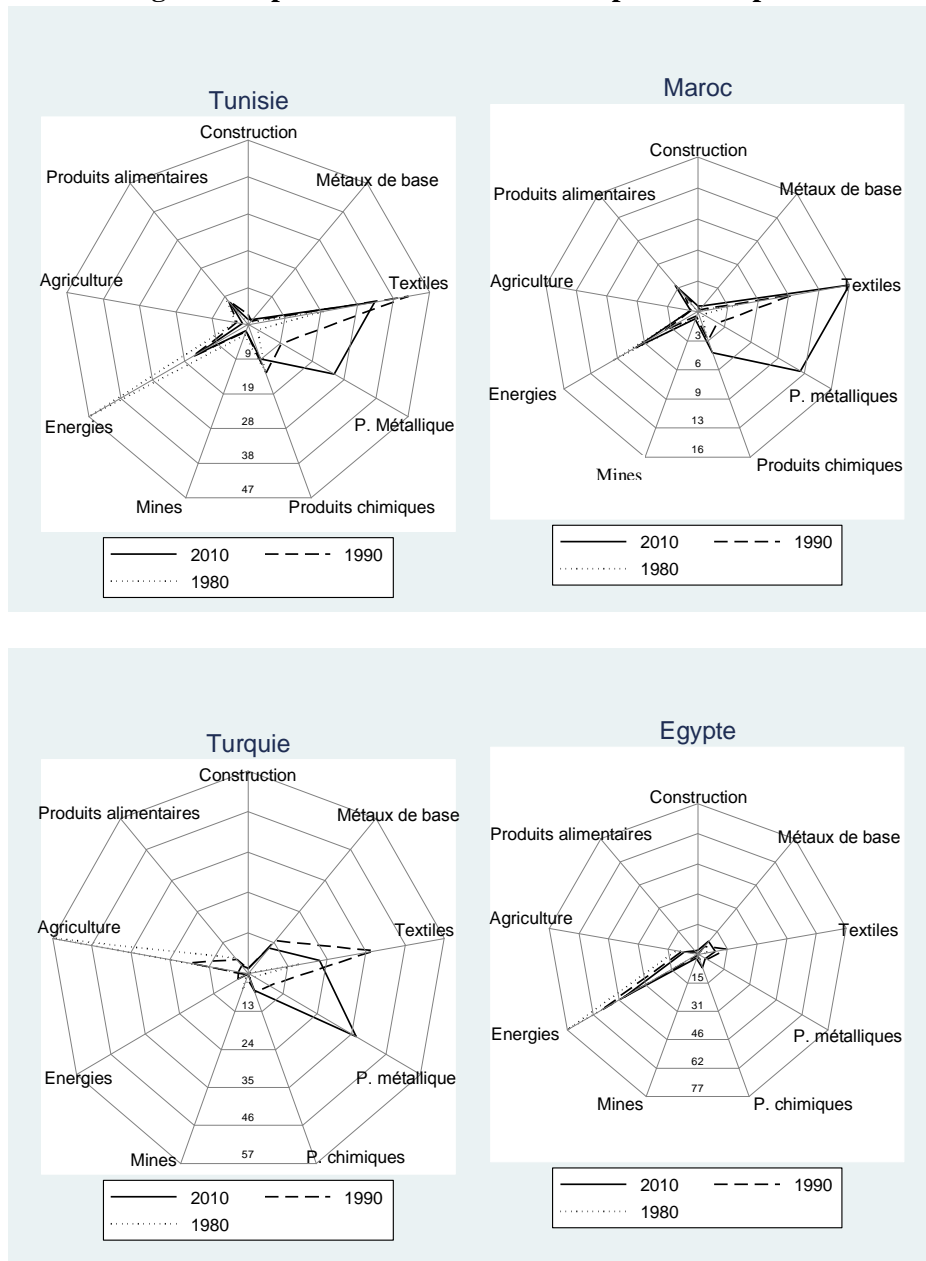 Tunisie
Construction
Produits alimentaires
Métaux de base
Agriculture
Textiles
9
19
Energies
28
P. Métallique
38
47
Mines
Produits chimiques
2010
1990
1980
Maroc
Construction
Produits alimentaires
Métaux de base
Agriculture
Textiles
3
6
Energies
9
P. métalliques
13
16
Mines
Produits chimiques
2010
1990
1980
Turquie
Construction
Produits alimentaires
Métaux de base
Agriculture
Textiles
13
24
Energies
35
P. métallique
46
57
Mines
P. chimiques
2010
1990
1980
Egypte
Construction
Produits alimentaires
Métaux de base
Agriculture
Textiles
15
31
Energies
46
P. métalliques
62
77
Mines
P. chimiques
2010
1990
1980